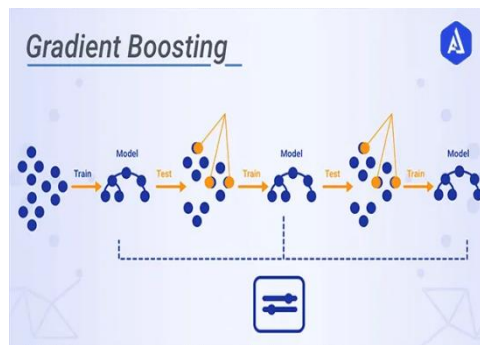 Gradient Boosting
Model
Model
Model
Train
Test
Train
Test
Train